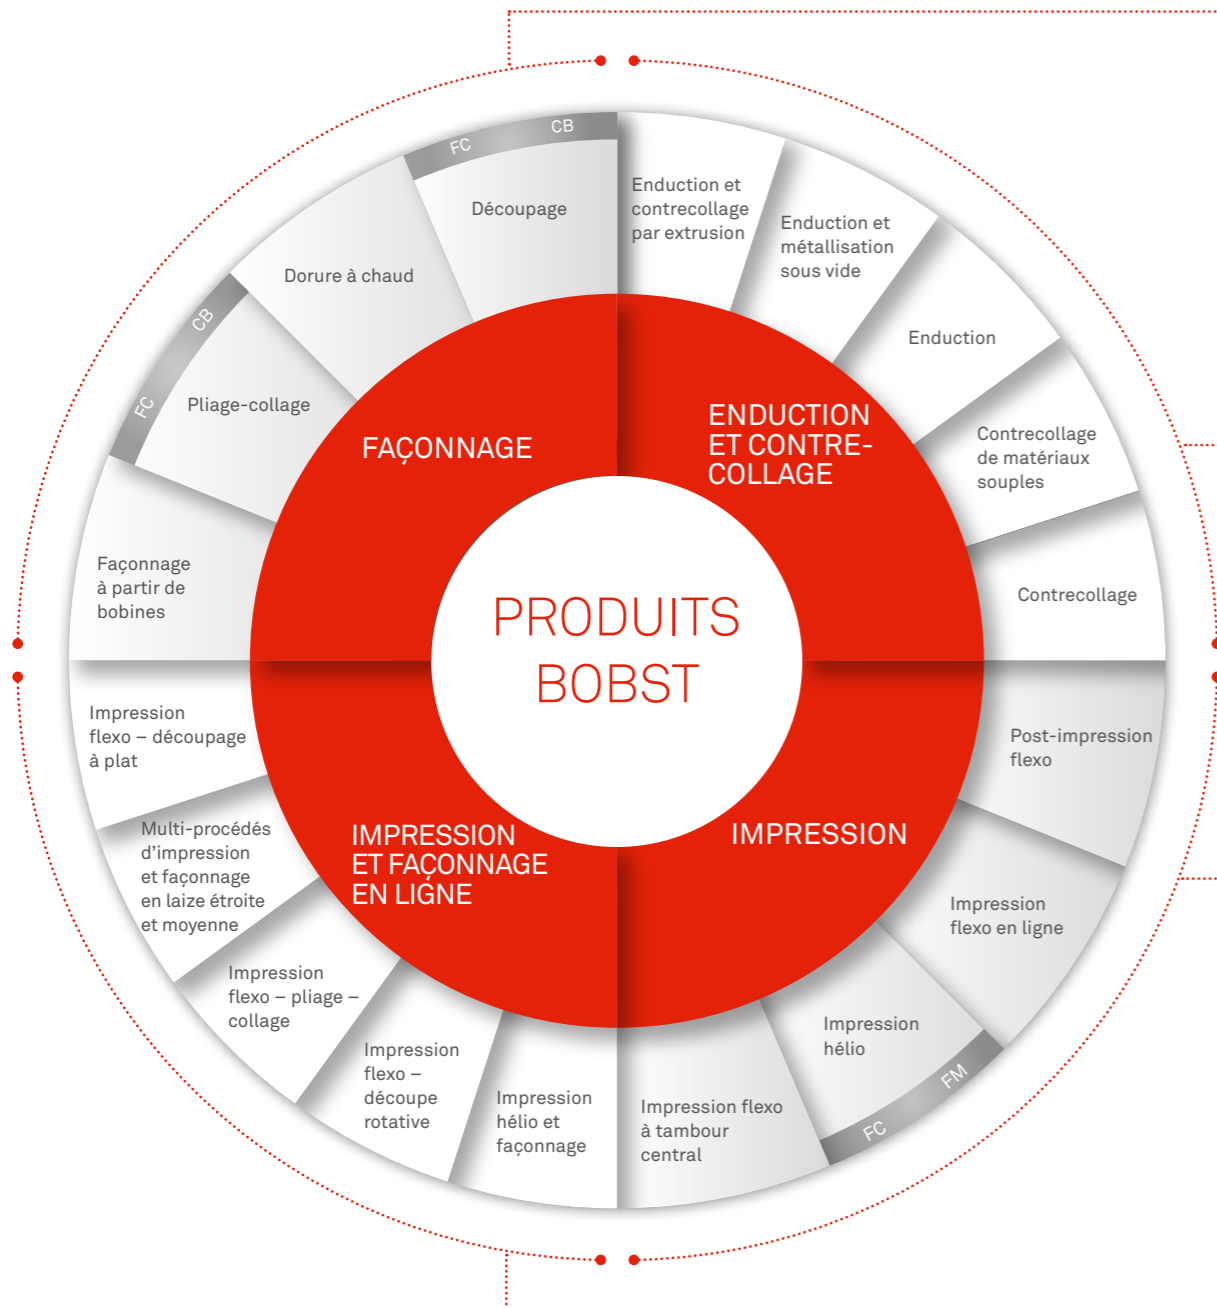 PRODUITS
BOBST
FAÇONNAGE
FC
CB
Découpage
Dorure à chaud
FC
CB
Pliage-collage
Façonnage
à partir de
bobines
ENDUCTION
ET CONTRE-
COLLAGE
Enduction et
contrecollage
par extrusion
Enduction et
métallisation
sous vide
Enduction
Contrecollage
de matériaux
souples
Contrecollage
IMPRESSION
Post-impression
flexo
Impression
flexo en ligne
Impression
hélio
FC
FM
Impression flexo
à tambour
central
IMPRESSION
ET FAÇONNAGE
EN LIGNE
Impression
flexo – découpage
à plat
Multi-procédés
d'impression
et façonnage
en laize étroite
et moyenne
Impression
flexo – pliage –
collage
Impression
flexo –
découpe
rotative
Impression
hélio et
façonnage